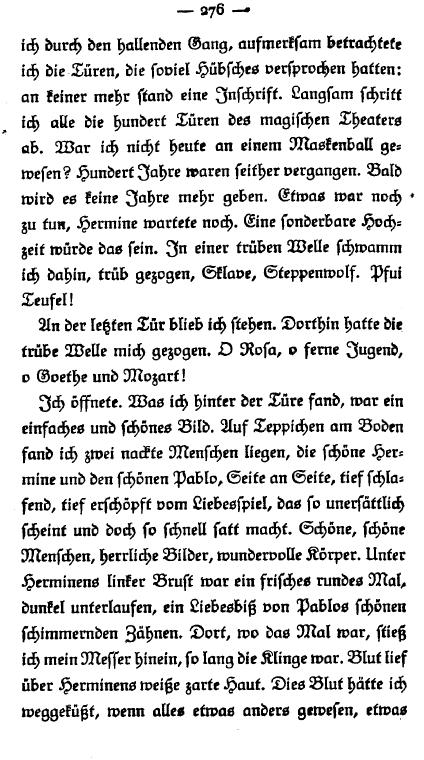 — 276 —
ich durch den hallenden Gang, aufmerksam betrachtete
ich die Türen, die soviel Hübsches versprochen hatten:
an keiner mehr stand eine Inschrift. Langsam schritt
ich alle die hundert Türen des magischen Theaters
ab. War ich nicht heute an einem Maskenball ge=
wesen? Hundert Jahre waren seither vergangen. Bald
wird es keine Jahre mehr geben. Etwas war noch
zu tun, Hermine wartete noch. Eine sonderbare Hoch=
zeit würde das sein. In einer trüben Welle schwamm
ich dahin, trüb gezogen, Sklave, Steppenwolf. Pfui
Teufel!
An der letzten Tür blieb ich stehen. Dorthin hatte die
trübe Welle mich gezogen. O Rosa, o ferne Jugend,
o Goethe und Mozart!
Ich öffnete. Was ich hinter der Türe fand, war ein
einfaches und schönes Bild. Auf Teppichen am Boden
fand ich zwei nackte Menschen liegen, die schöne Her=
mine und den schönen Pablo, Seite an Seite, tief schla=
fend, tief erschöpft vom Liebesspiel, das so unersättlich
scheint und doch so schnell satt macht. Schöne, schöne
Menschen, herrliche Bilder, wundervolle Körper. Unter
Herminens linker Brust war ein frisches rundes Mal,
dunkel unterlaufen, ein Liebesbiß von Pablos schönen
schimmernden Zähnen. Dort, wo das Mal war, stieß
ich mein Messer hinein, so lang die Klinge war. Blut lief
über Herminens weiße zarte Haut. Dies Blut hätte ich
weggeküßt, wenn alles etwas anders gewesen, etwas